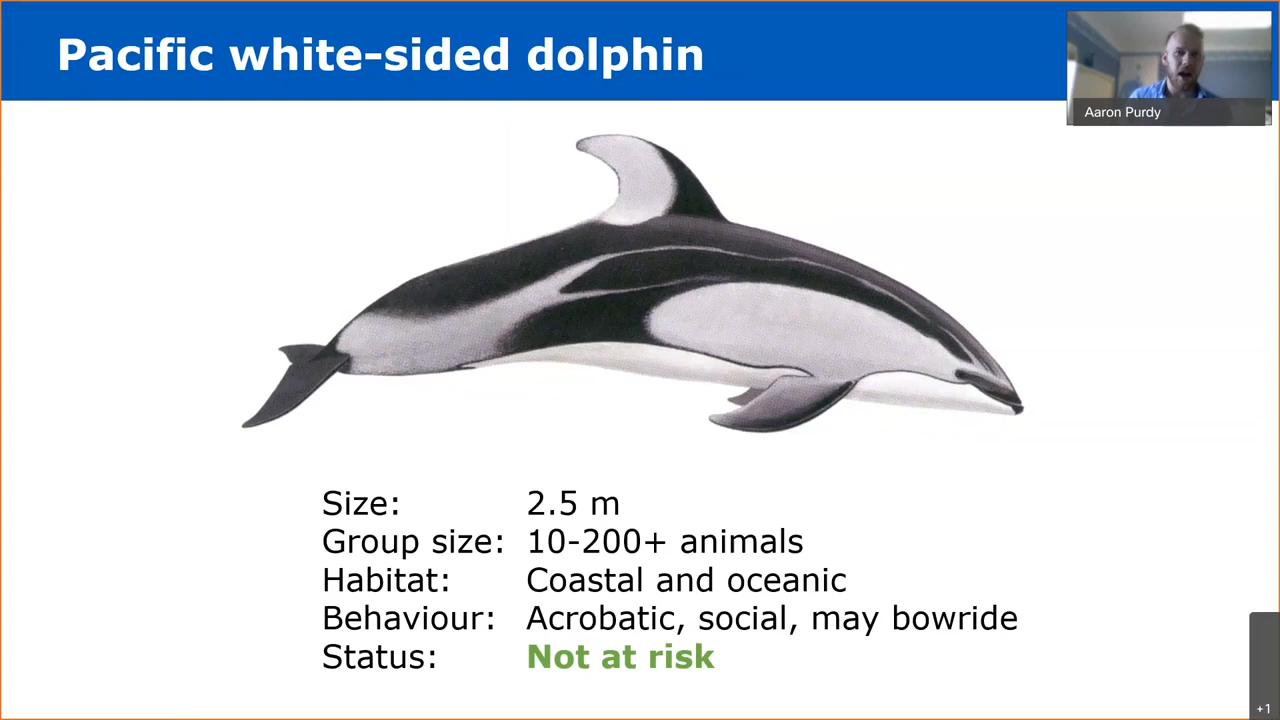 Pacific white-sided dolphin
Aaron Purdy
Size: 2.5 m
Group size: 10-200+ animals
Habitat: Coastal and oceanic
Behaviour: Acrobatic, social, may bowride
Status: Not at risk
+1